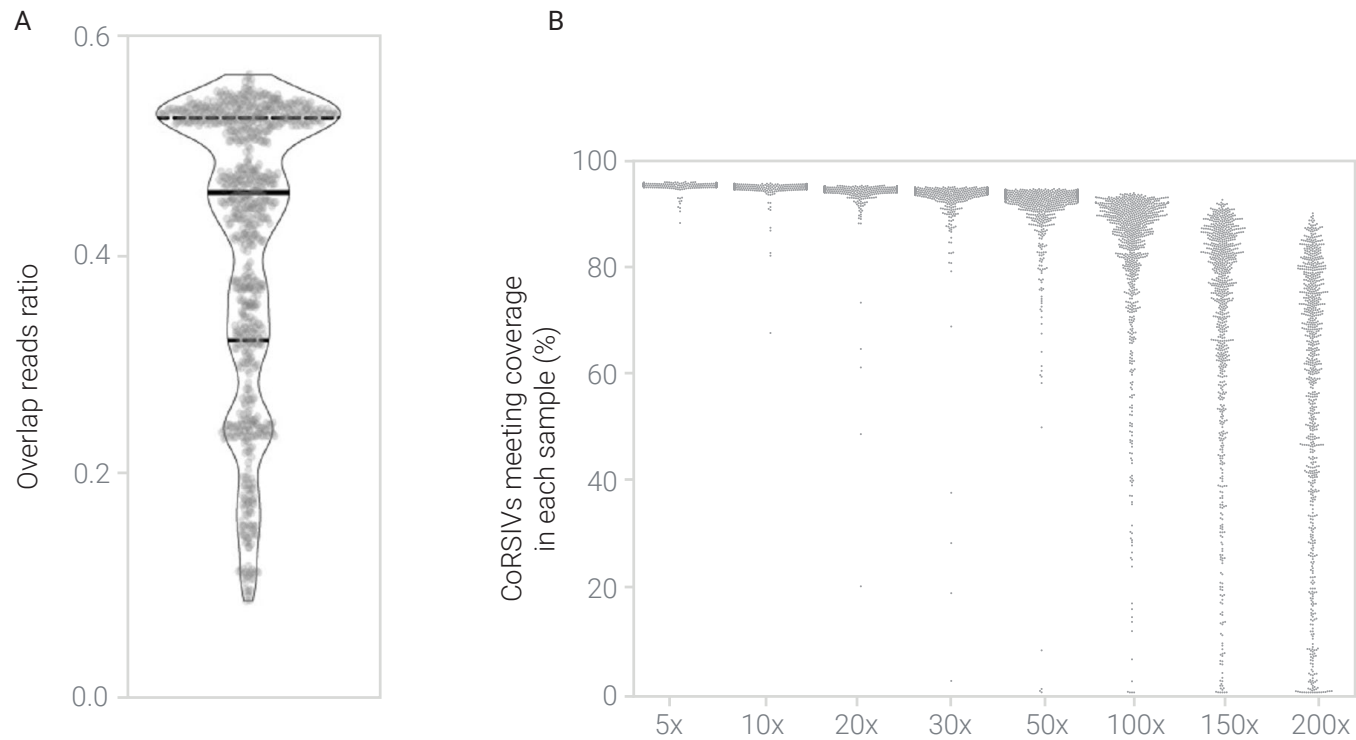 A
0.6
0.4
0.2
0.0
Overlap reads ratio
B
100
80
60
40
20
0
CoRSIVs meeting coverage
in each sample (%)
5x 10x 20x 30x 50x 100x 150x 200x